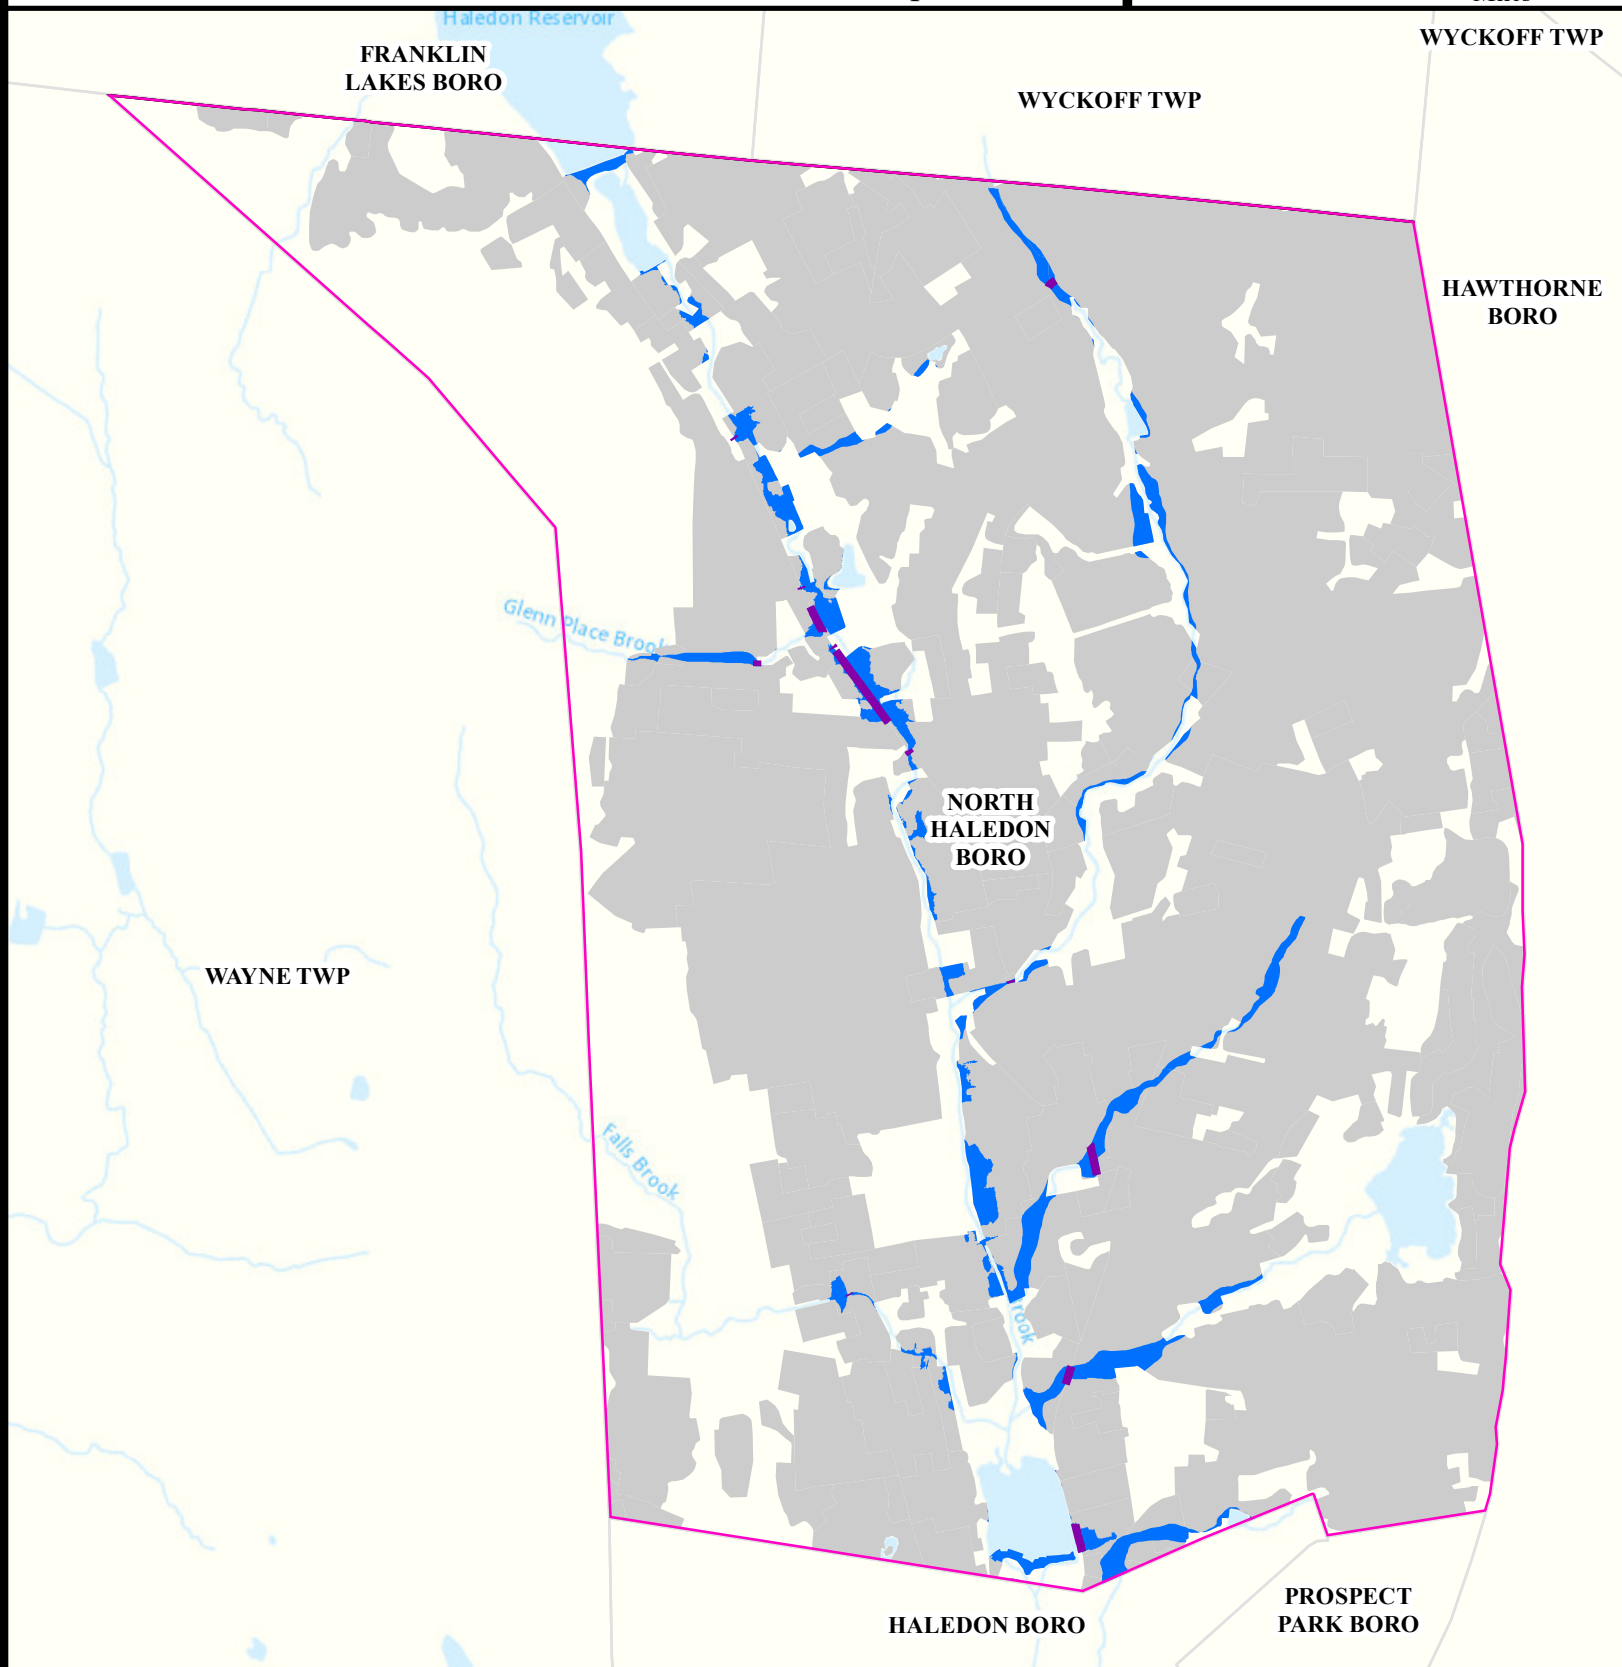 Haledon Reservoir
WYCKOFF TWP
FRANKLIN
LAKES BORO
WYCKOFF TWP
HAWTHORNE
BORO
Glenn Place Brook
NORTH
HALEDON
BORO
WAYNE TWP
Falls Brook
rook
PROSPECT
PARK BORO
HALEDON BORO